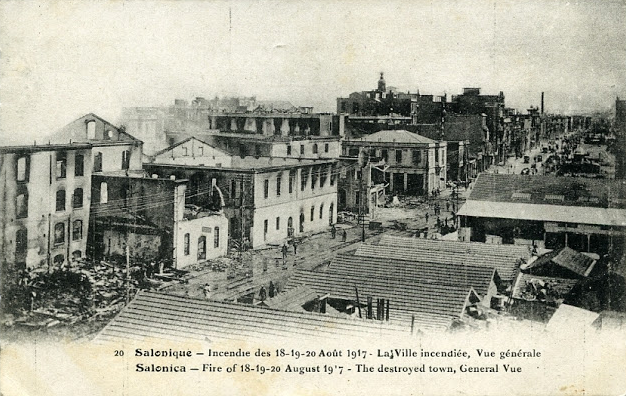 20 Salonique — Incendie des 18-19-20 Août 1917 - La Ville incendiée, Vue générale
Salonica — Fire of 18-19-20 August 19'7 - The destroyed town, General Vue